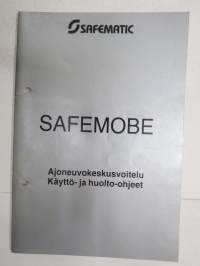 SAFEMATIC
SAFEMOBE
Ajoneuvokeskusvoitelu
Käyttö- ja huolto-ohjeet